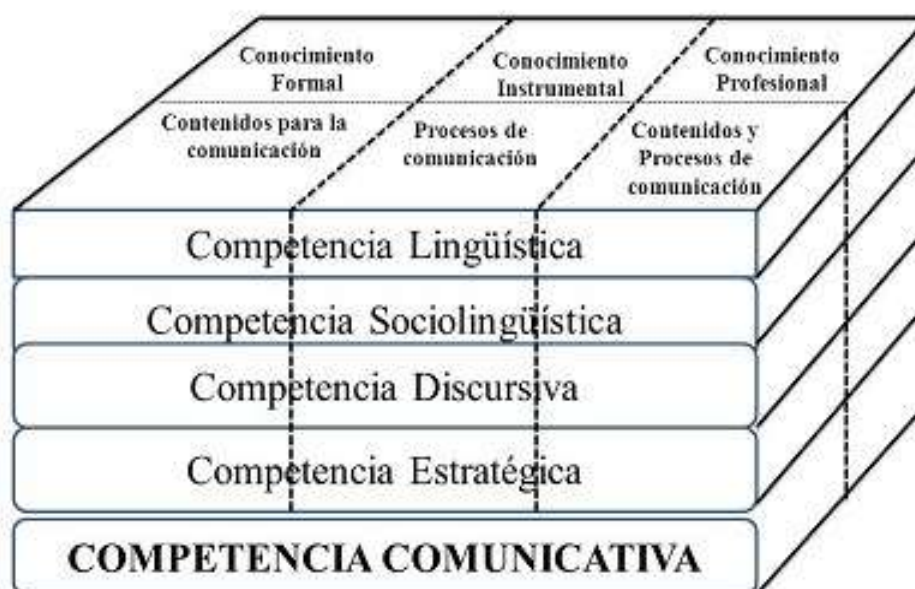 Conocimiento
Formal
Conocimiento
Instrumental
Conocimiento
Profesional
Contenidos para la
comunicación
Procesos de
comunicación
Contenidos y
Procesos de
comunicación
Competencia Lingüística
Competencia Sociolingüística
Competencia Discursiva
Competencia Estratégica
COMPETENCIA COMUNICATIVA